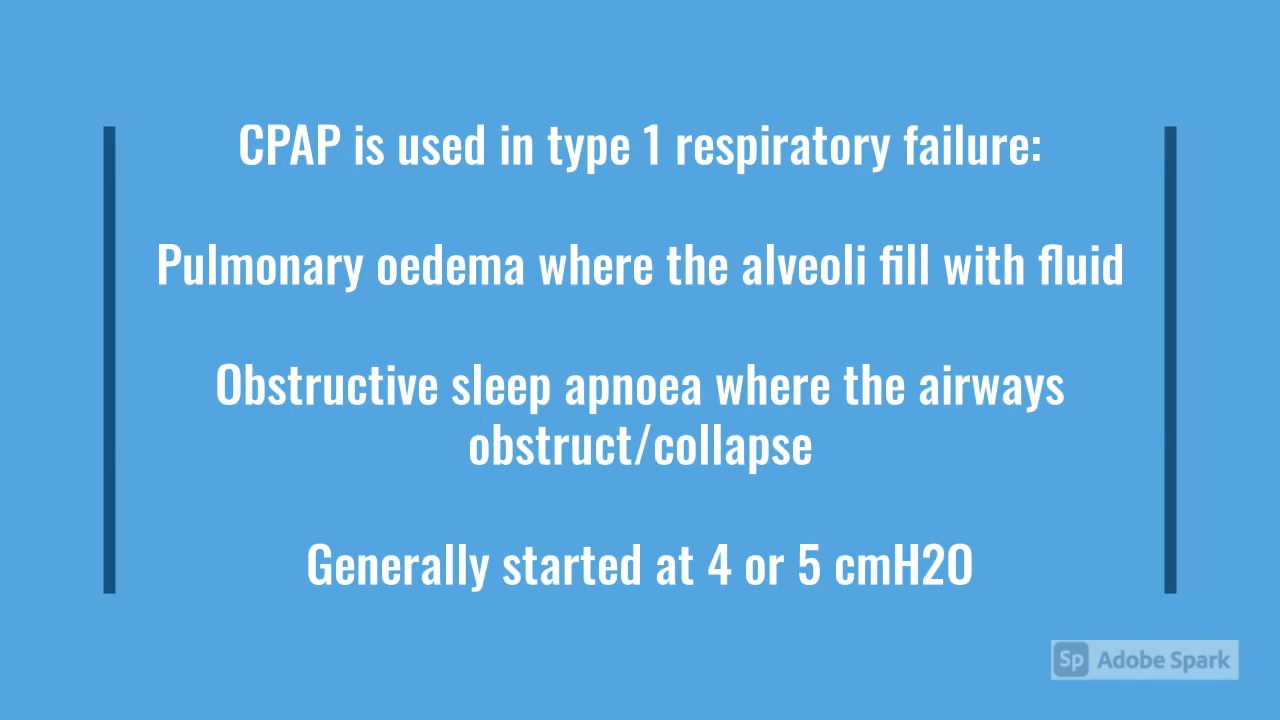 CPAP is used in type 1 respiratory failure:
Pulmonary oedema where the alveoli fill with fluid
Obstructive sleep apnoea where the airways
obstruct/collapse
Generally started at 4 or 5 cmH2O
Sp Adobe Spark